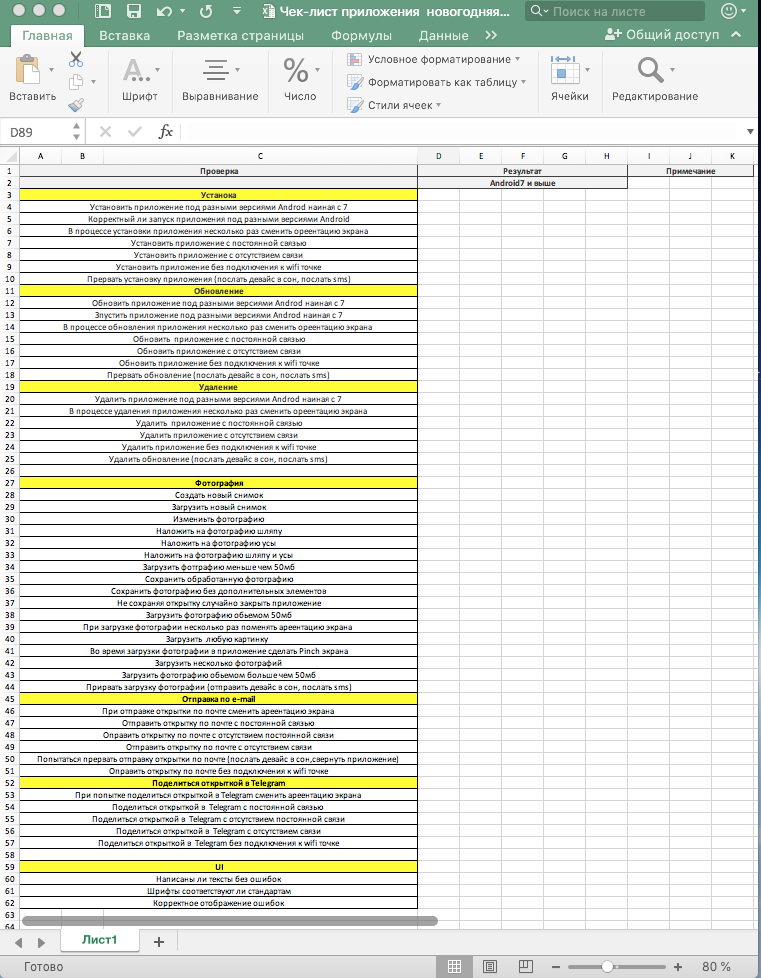 Чек-лист приложения новогодняя...
Поиск на листе
Главная Вставка Разметка страницы Формулы Данные Общий доступ
Вставить Шрифт Выравнивание Число Условное форматирование Форматировать как таблицу Стили ячеек Ячейки Редактирование
D89 fx
A B C D E F G H I J K
1 Проверка Результат Примечание
2 Android7 и выше
3 Устанока
4 Установить приложение под разными версиями Androd наиная с 7
5 Корректный ли запуск приложения под разными версиями Android
6 В процессе установки приложения несколько раз сменить ореентацию экрана
7 Установить приложение с постоянной связью
8 Установить приложение с отсутствием связи
9 Установить приложение без подключения к wifi точке
10 Прервать установку приложения (послать девайс в сон, послать sms)
11 Обновление
12 Обновить приложение под разными версиями Androd наиная с 7
13 Зпустить приложение под разными версиями Androd наиная с 7
14 В процессе обновления приложения несколько раз сменить ореентацию экрана
15 Обновить приложение с постоянной связью
16 Обновить приложение с отсутствием связи
17 Обновить приложение без подключения к wifi точке
18 Прервать обновление (послать девайс в сон, послать sms)
19 Удаление
20 Удалить приложение под разными версиями Androd наиная с 7
21 В процессе удаления приложения несколько раз сменить ореентацию экрана
22 Удалить приложение с постоянной связью
23 Удалить приложение с отсутствием связи
24 Удалить приложение без подключения к wifi точке
25 Удалить обновление (послать девайс в сон, послать sms)
26
27 Фотография
28 Создать новый снимок
29 Загрузить новый снимок
30 Измениьть фотографию
31 Наложить на фотографию шляпу
32 Наложить на фотографию усы
33 Наложить на фотографию шляпу и усы
34 Загрузить фотграфию меньше чем 50мб
35 Сохранить обработанную фотографию
36 Сохранить фотографию без дополнительных элементов
37 Не сохраняя открытку случайно закрыть приложение
38 Загрузить фотографию обьемом 50мб
39 При загрузке фотографии несколько раз поменять ареентацию экрана
40 Загрузить любую картинку
41 Во время загрузки фотографии в приложение сделать Pinch экрана
42 Загрузить несколько фотографий
43 Загрузить фотографию обьемом больше чем 50мб
44 Прирвать загрузку фотографии (отправить девайс в сон, послать sms)
45 Отправка по e-mail
46 При отправке открытки по почте сменить ареентацию экрана
47 Отправить открытку по почте с постоянной связью
48 Оправить открытку по почте с отсутствием постоянной связи
49 Отправить открытку по почте с отсутствием связи
50 Попытаться прервать отправку открытки по почте (послать девайс в сон,свернуть приложение)
51 Оправить открытку по почте без подключения к wifi точке
52 Поделиться открыткой в Telegram
53 При попытке поделиться открыткой в Telegram сменить ареентацию экрана
54 Поделиться открыткой в Telegram с постоянной связью
55 Поделиться открыткой в Telegram с отсутствием постоянной связи
56 Поделиться открыткой в Telegram с отсутствием связи
57 Поделиться открыткой в Telegram без подключения к wifi точке
58
59 UI
60 Написаны ли тексты без ошибок
61 Шрифты соответствуют ли стандартам
62 Корректное отображение ошибок
63
64
Лист1
Готово 80 %